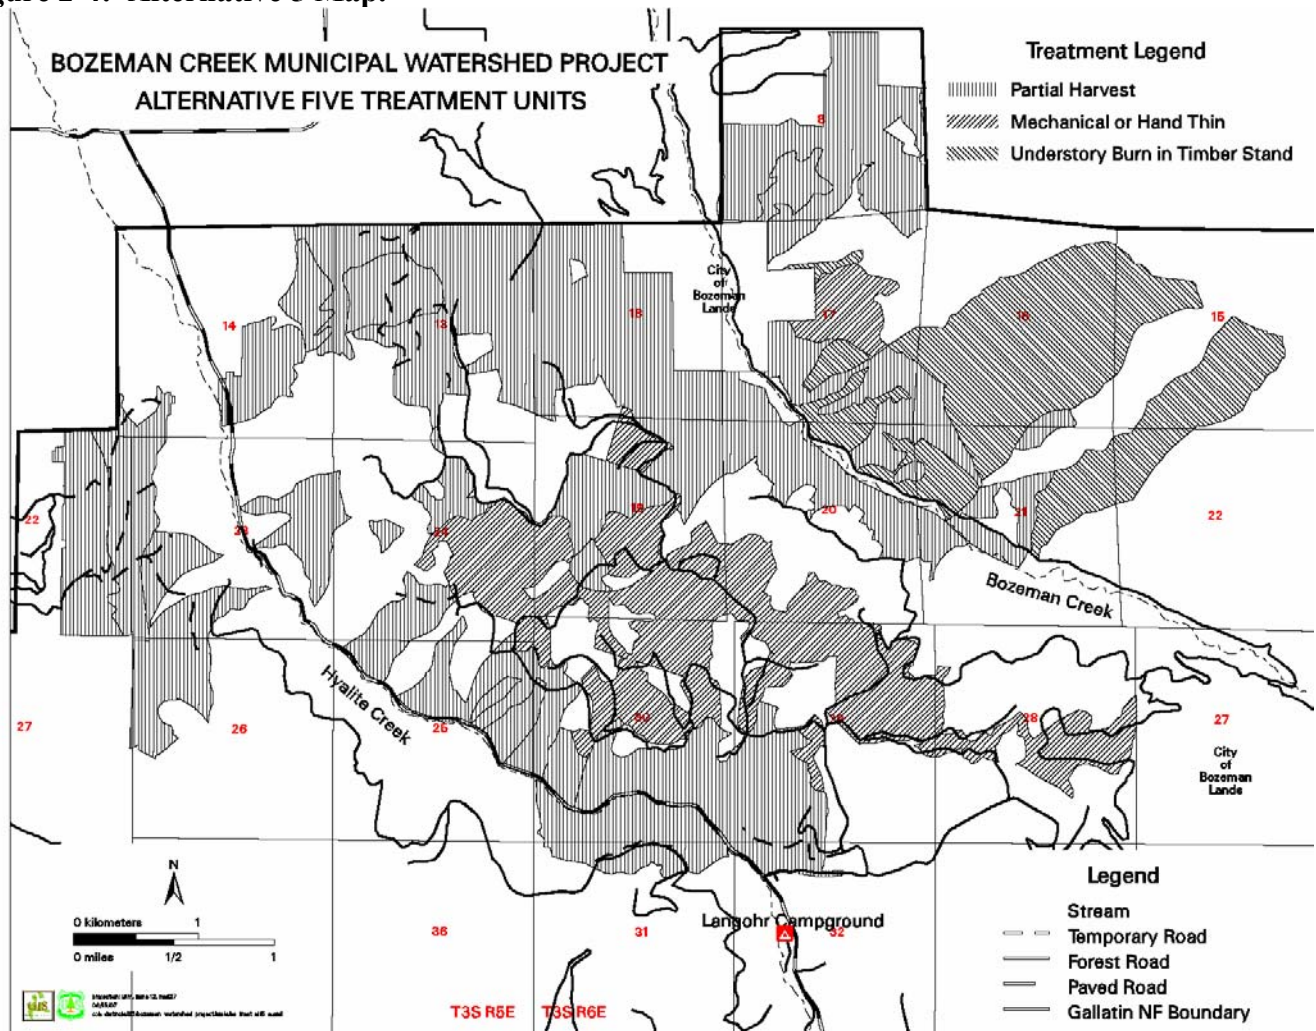 BOZEMAN CREEK MUNICIPAL WATERSHED PROJECT
ALTERNATIVE FIVE TREATMENT UNITS
Treatment Legend
Partial Harvest
Mechanical or Hand Thin
Understory Burn in Timber Stand
8
City
of
Bozeman
Lands
14
13
18
17
16
15
22
23
24
19
20
21
22
Bozeman Creek
Hyalite Creek
27
26
25
30
29
28
27
City
of
Bozeman
Lands
N
0 kilometers 1
0 miles 1/2 1
36
31
32
Langohr Campground
T3S R5E T3S R6E
Legend
Stream
Temporary Road
Forest Road
Paved Road
Gallatin NF Boundary